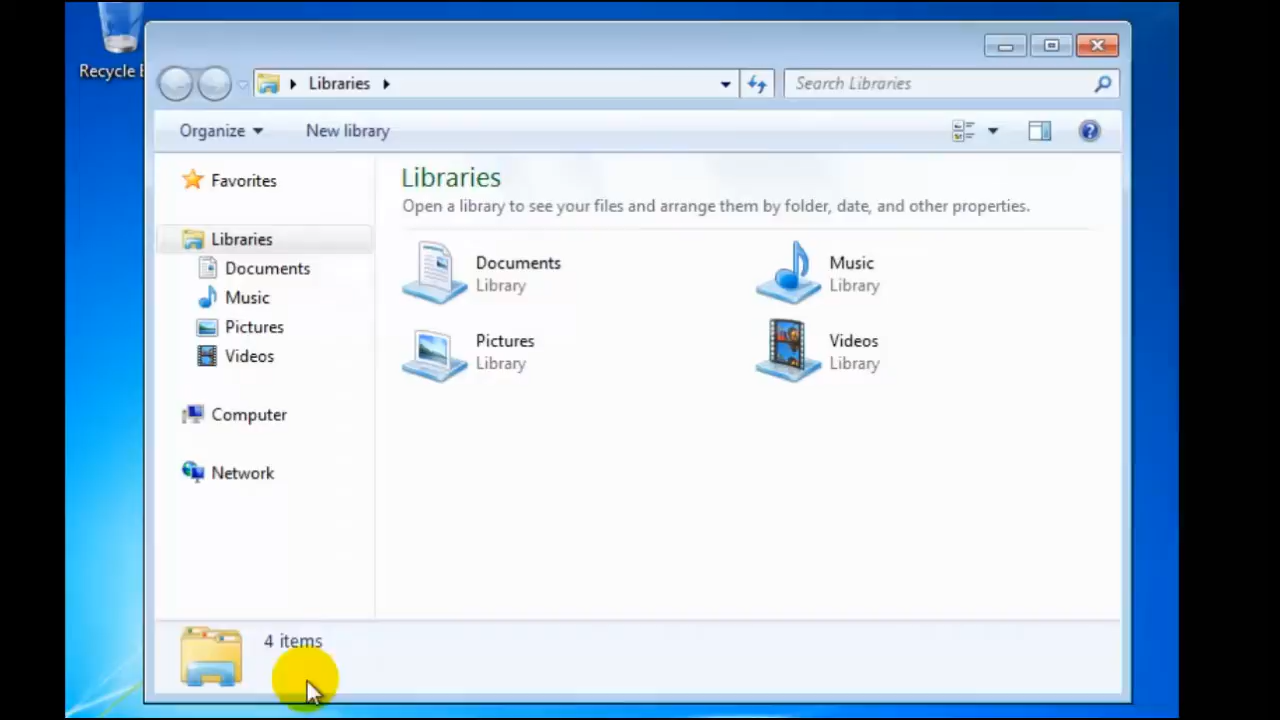 Recycle
Libraries
Search Libraries
Organize
New library
Favorites
Libraries
Documents
Music
Pictures
Videos
Computer
Network
Libraries
Open a library to see your files and arrange them by folder, date, and other properties.
Documents
Library
Music
Library
Pictures
Library
Videos
Library
4 items